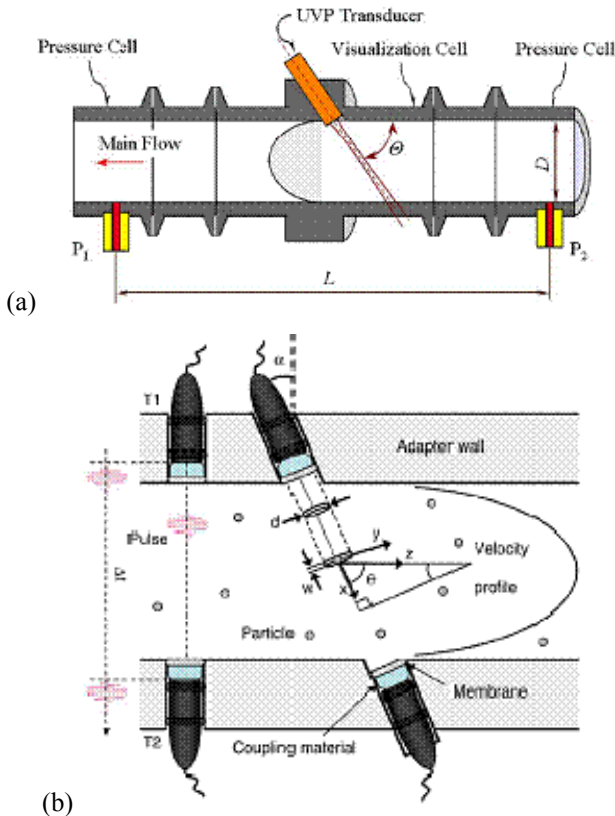 UVP Transducer
Pressure Cell
Visualization Cell
Pressure Cell
Main Flow
Θ
D
P1
P2
L
(a)
α
T1
Adapter wall
Pulse
d
y
z
Velocity
w
θ
x
profile
Particle
Membrane
T2
Coupling material
(b)